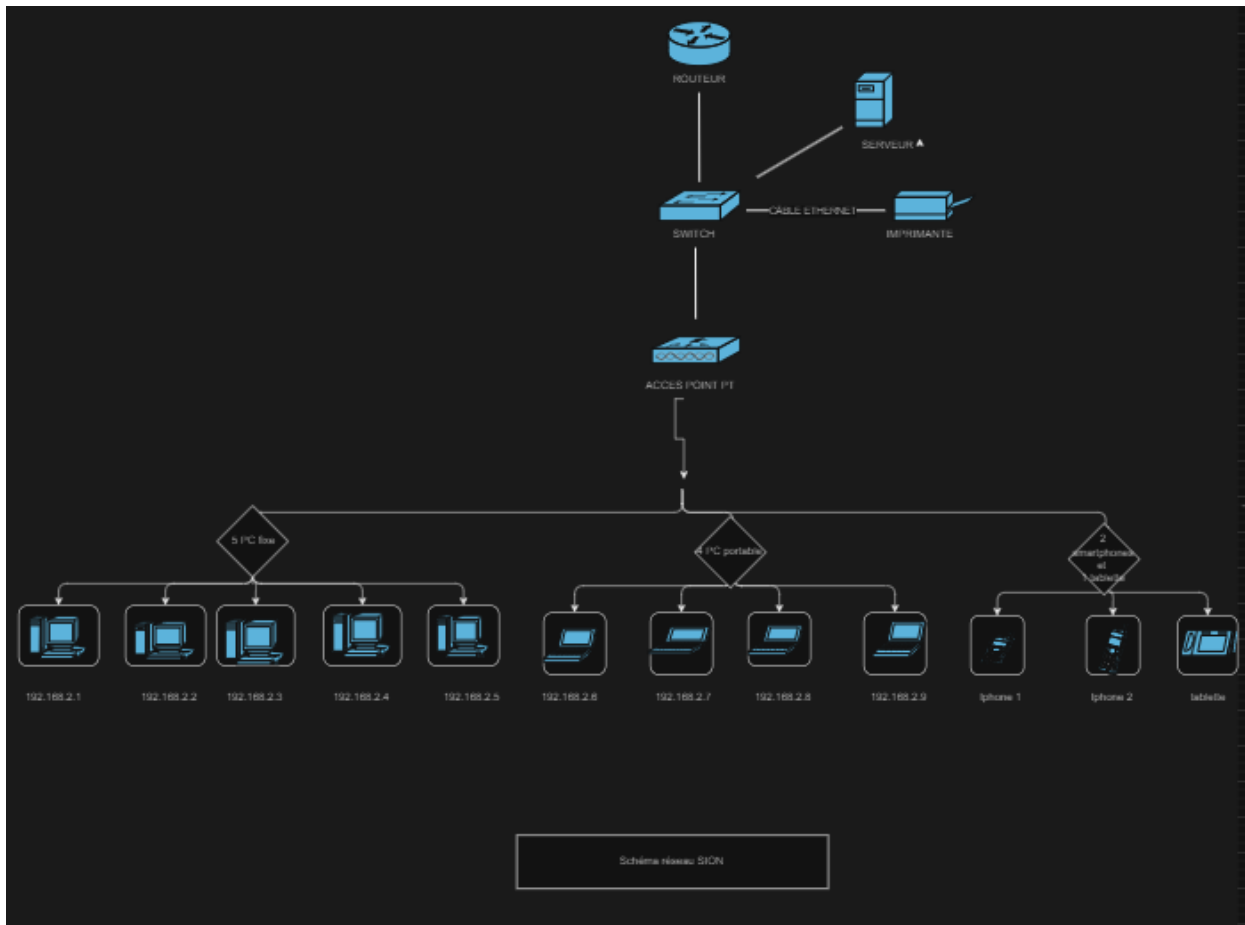 ROUTEUR
SERVEUR
CÂBLE ETHERNET
SWITCH
IMPRIMANTE
ACCES POINT PT
5 PC fixe
4 PC portable
2
smartphones
et
1 tablette
192.168.2.1
192.168.2.2
192.168.2.3
192.168.2.4
192.168.2.5
192.168.2.6
192.168.2.7
192.168.2.8
192.168.2.9
Iphone 1
Iphone 2
tablette
Schéma réseau SION